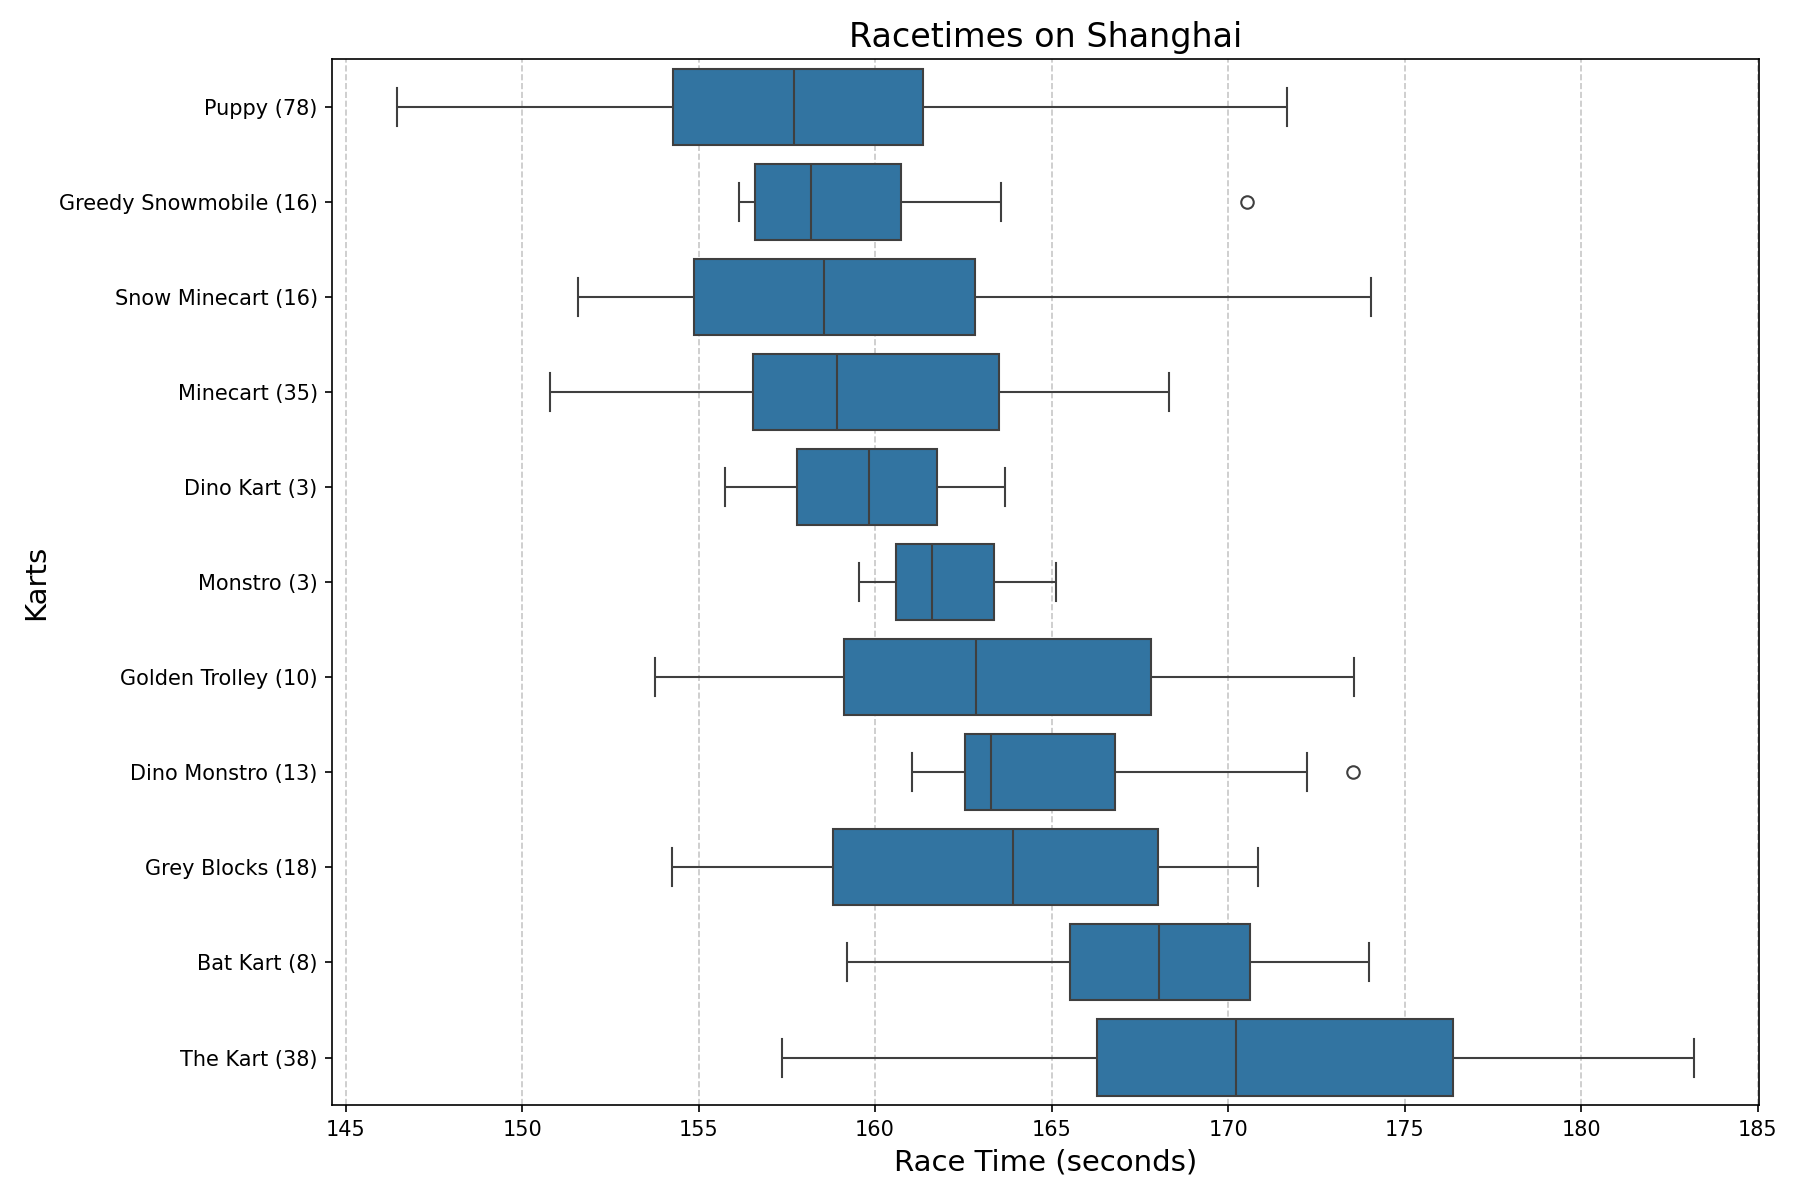 Racetimes on Shanghai
Puppy (78)
Greedy Snowmobile (16)
Snow Minecart (16)
Minecart (35)
Dino Kart (3)
Monstro (3)
Golden Trolley (10)
Dino Monstro (13)
Grey Blocks (18)
Bat Kart (8)
The Kart (38)
Karts
145 150 155 160 165 170 175 180 185
Race Time (seconds)